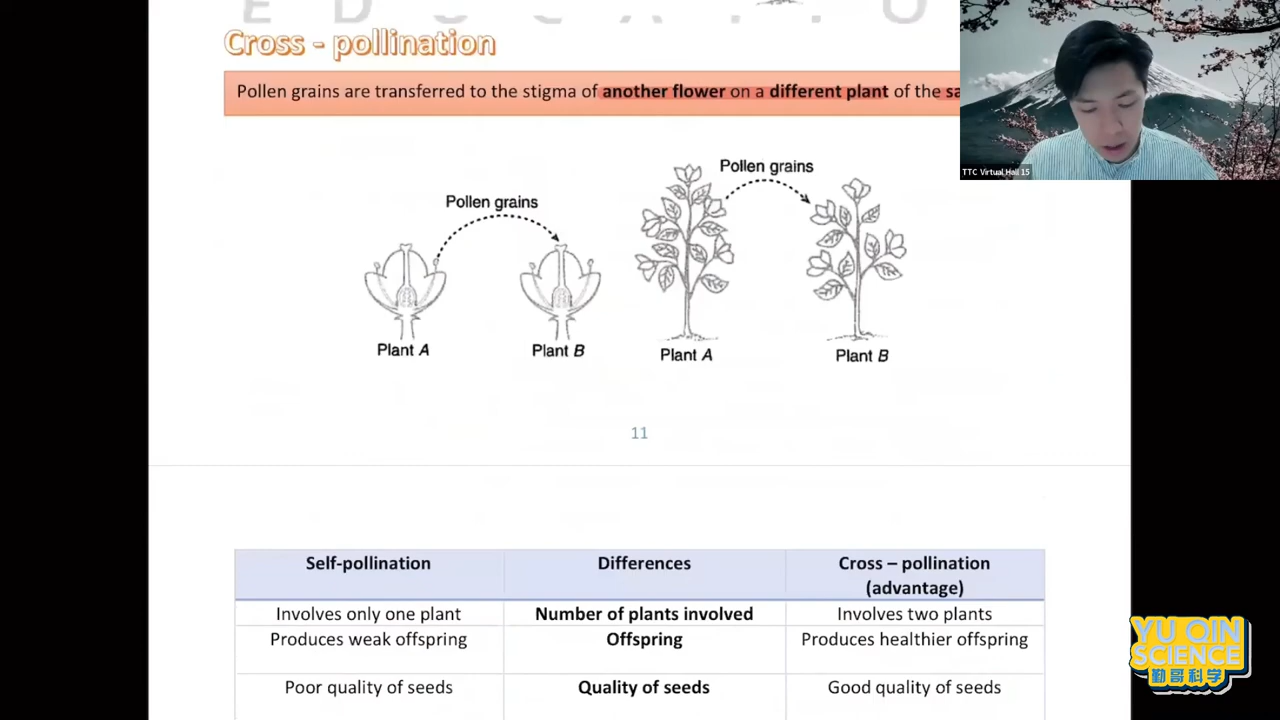 E D U C A T I O
Cross - pollination
Pollen grains are transferred to the stigma of another flower on a different plant of the
Pollen grains
Pollen grains
Plant A
Plant B
Plant A
Plant B
11
Self-pollination
Differences
Cross – pollination
(advantage)
Involves only one plant
Number of plants involved
Involves two plants
Produces weak offspring
Offspring
Produces healthier offspring
Poor quality of seeds
Quality of seeds
Good quality of seeds
TTC Virtual Hall 15
YU QIN
SCIENCE
勤哥科学